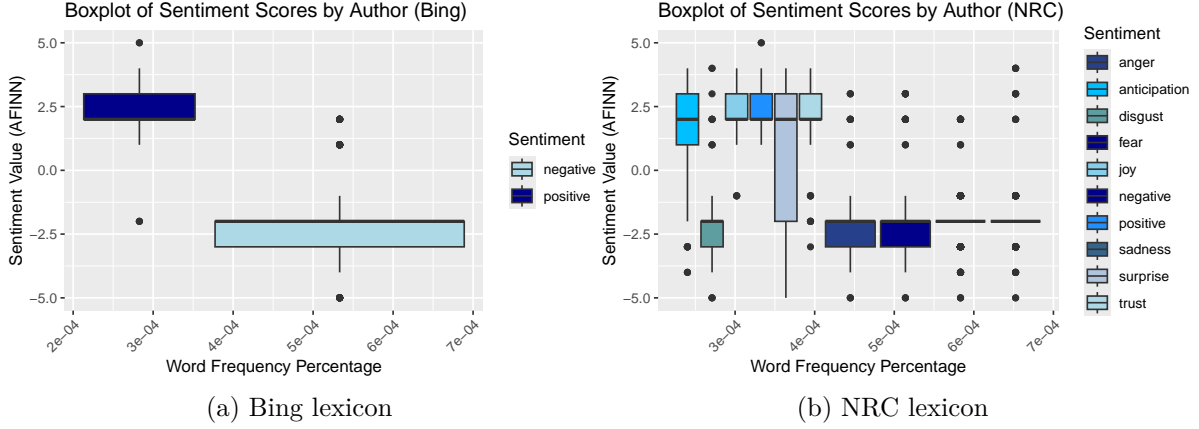 Boxplot of Sentiment Scores by Author (Bing)
5.0
2.5
0.0
−2.5
−5.0
Sentiment Value (AFINN)
2e−04
3e−04
4e−04
5e−04
6e−04
7e−04
Word Frequency Percentage
Sentiment
negative
positive
(a) Bing lexicon
Boxplot of Sentiment Scores by Author (NRC)
5.0
2.5
0.0
−2.5
−5.0
Sentiment Value (AFINN)
3e−04
4e−04
5e−04
6e−04
7e−04
Word Frequency Percentage
Sentiment
anger
anticipation
disgust
fear
joy
negative
positive
sadness
surprise
trust
(b) NRC lexicon